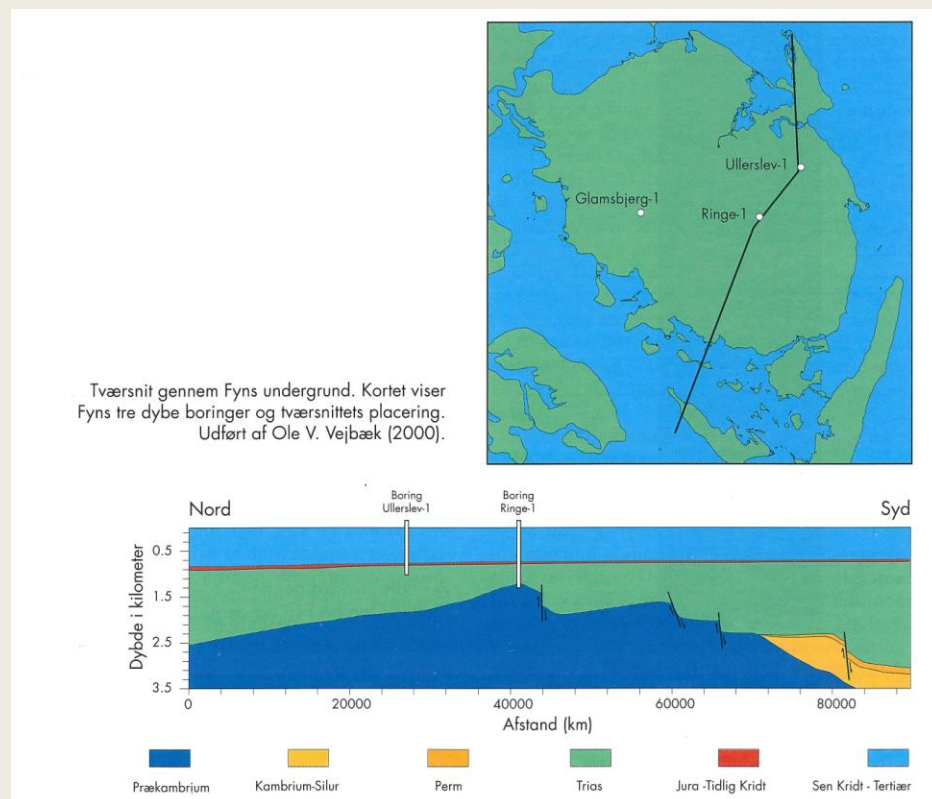 Ullerslev-1
Glamsbjerg-1
Ringe-1
Tværsnit gennem Fyns undergrund. Kortet viser
Fyns tre dybe boringer og tværsnittets placering.
Udført af Ole V. Vejbæk (2000).
Nord
Boring
Ullerslev-1
Boring
Ringe-1
Syd
Dybde i kilometer
0.5
1.5
2.5
3.5
0
20000
40000
60000
80000
Afstand (km)
Prækambrium
Kambrium-Silur
Perm
Trias
Jura -Tidlig Kridt
Sen Kridt - Tertiær